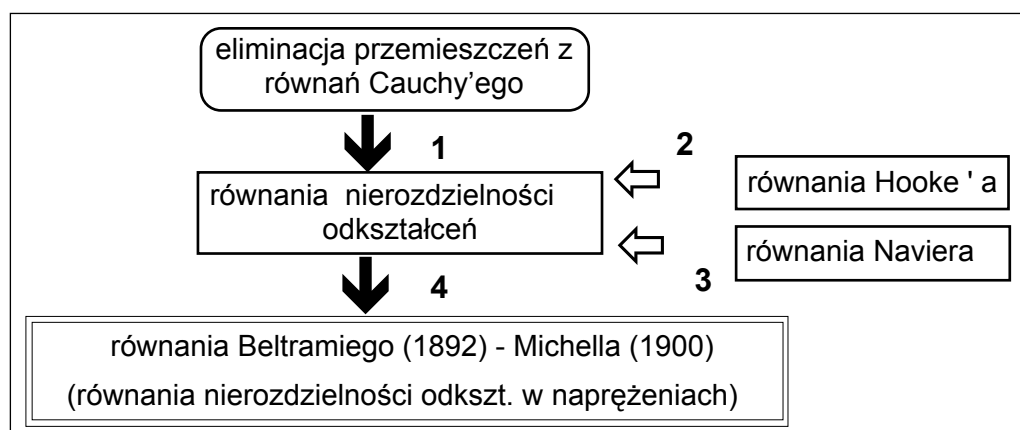 eliminacja przemieszczeń z
równań Cauchy’ego
1
2
równania nierozdzielności
odkształceń
równania Hooke ' a
równania Naviera
3
4
równania Beltramiego (1892) - Michella (1900)
(równania nierozdzielności odkszt. w naprężeniach)